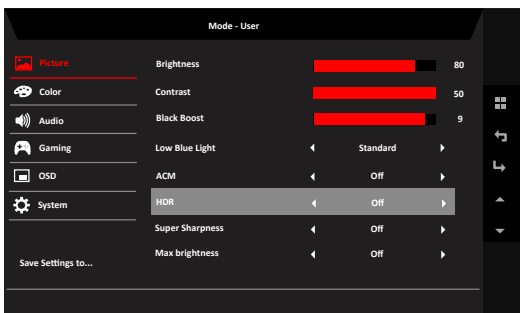 Mode - User
Picture
Brightness 80
Color
Contrast 50
Audio
Black Boost 9
Gaming
Low Blue Light Standard
OSD
ACM Off
System
HDR Off
Super Sharpness Off
Max brightness Off
Save Settings to...